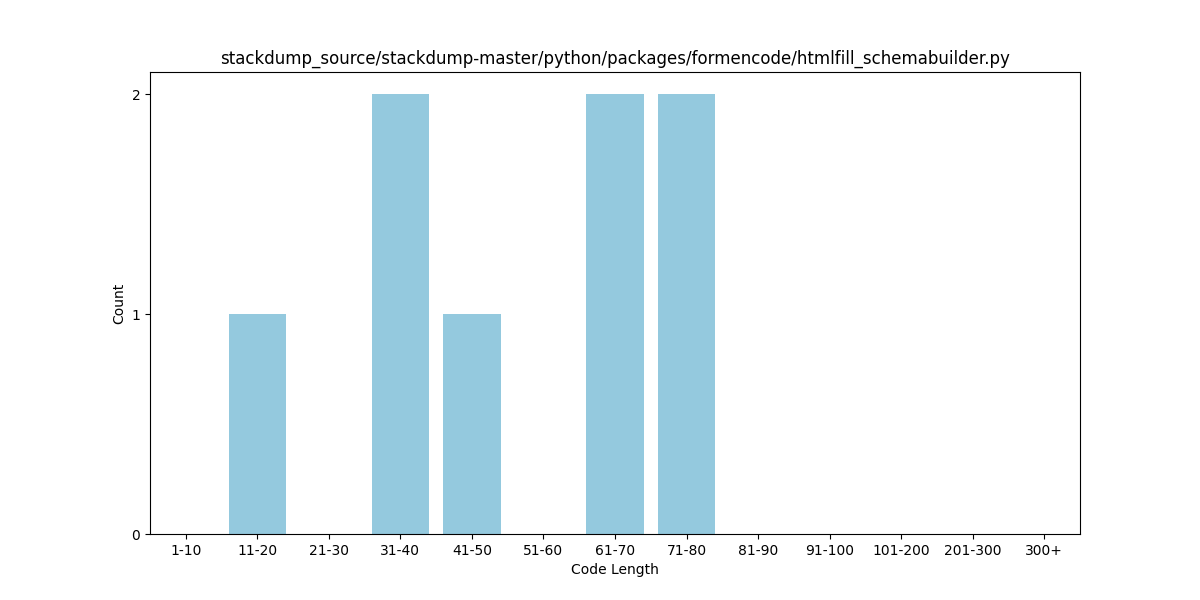 stackdump_source/stackdump-master/python/packages/formencode/htmlfill_schemabuilder.py
2
1
0
Count
1-10 11-20 21-30 31-40 41-50 51-60 61-70 71-80 81-90 91-100 101-200 201-300 300+
Code Length